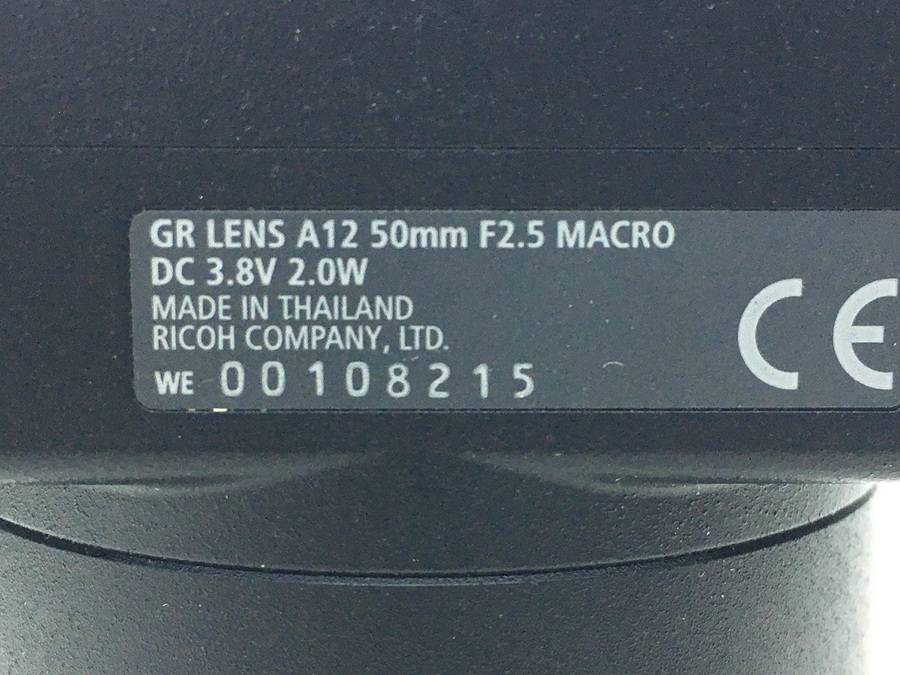 GR LENS A12 50mm F2.5 MACRO
DC 3.8V 2.0W
MADE IN THAILAND
RICOH COMPANY, LTD.
WE 00108215
CE